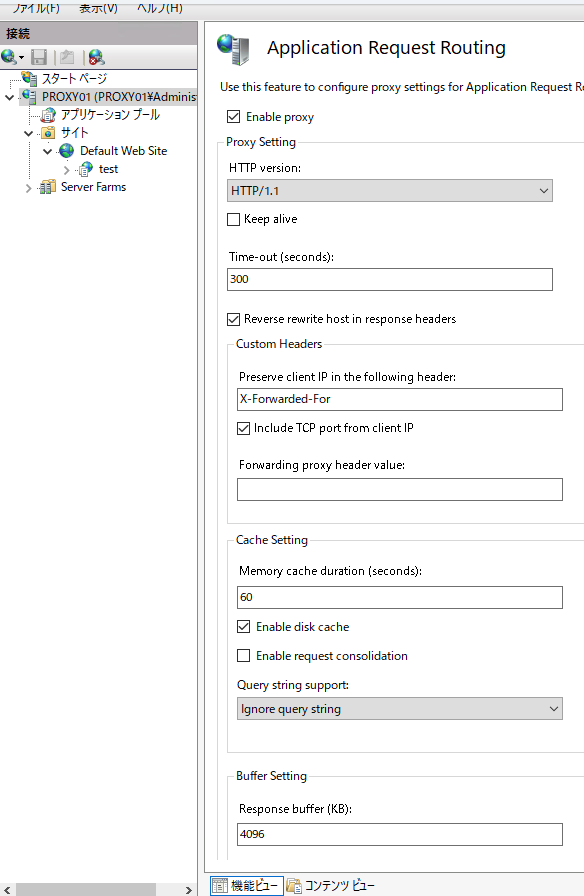 ファイル(F) 表示(V) ヘルプ(H)
接続
スタート ページ
PROXY01 (PROXY01¥Adminis
アプリケーション プール
サイト
Default Web Site
test
Server Farms
Application Request Routing
Use this feature to configure proxy settings for Application Request Ro
Enable proxy
Proxy Setting
HTTP version:
HTTP/1.1
Keep alive
Time-out (seconds):
300
Reverse rewrite host in response headers
Custom Headers
Preserve client IP in the following header:
X-Forwarded-For
Include TCP port from client IP
Forwarding proxy header value:
Cache Setting
Memory cache duration (seconds):
60
Enable disk cache
Enable request consolidation
Query string support:
Ignore query string
Buffer Setting
Response buffer (KB):
4096
機能ビュー コンテンツ ビュー